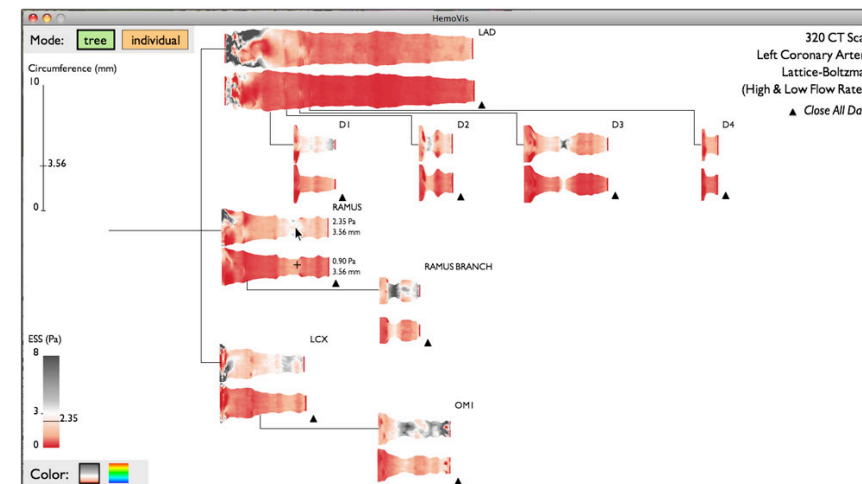 HemoVis
Mode: tree individual
Circumference (mm)
10
3.56
0
LAD
320 CT Sca
Left Coronary Arter
Lattice-Boltzma
(High & Low Flow Rate
▲ Close All Da
D1
D2
D3
D4
RAMUS
2.35 Pa
3.56 mm
0.90 Pa
3.56 mm
RAMUS BRANCH
LCX
OM1
ESS (Pa)
8
3
2.35
0
Color: